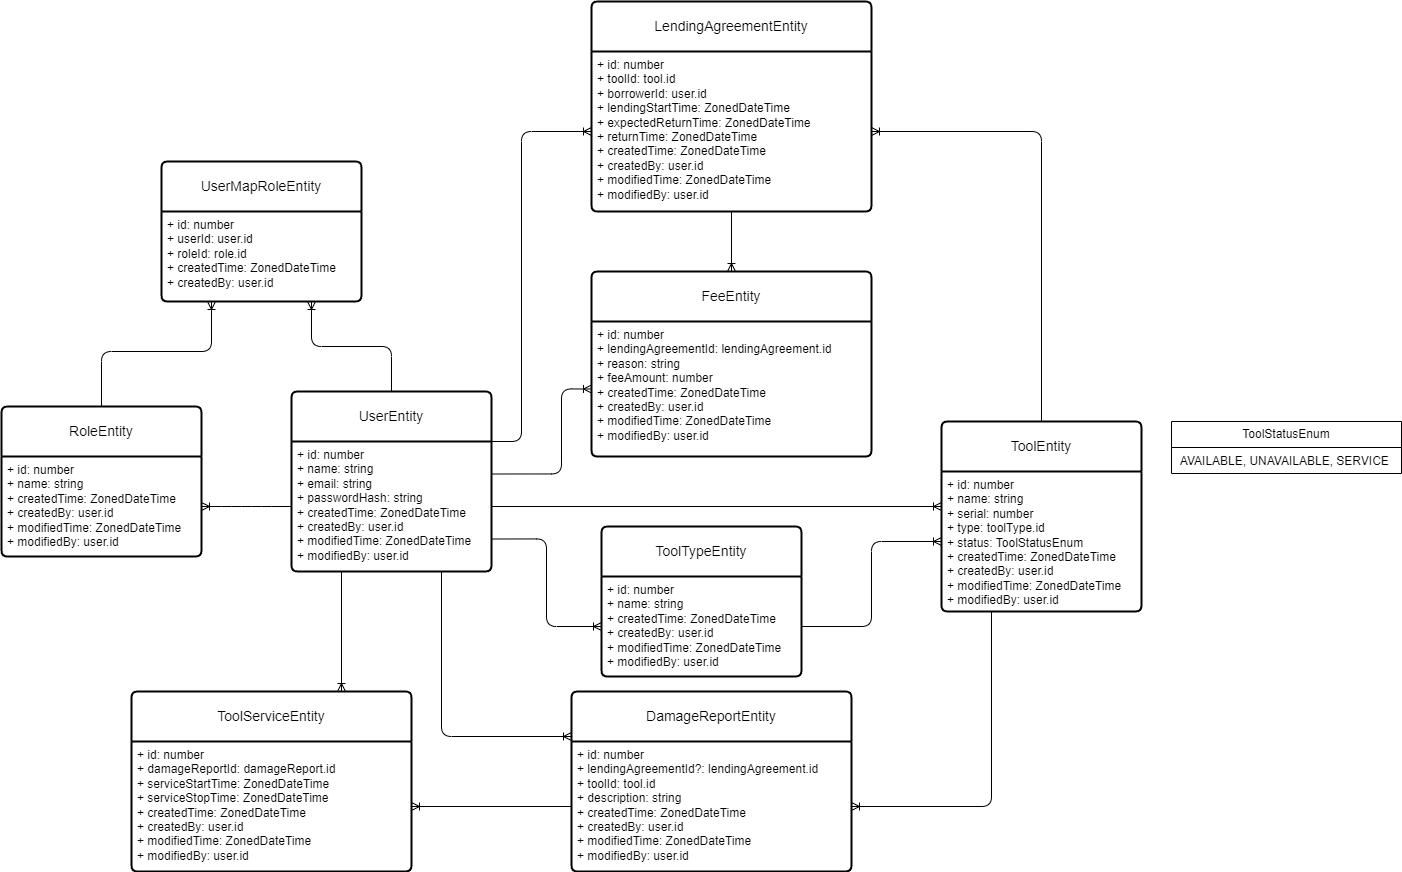 LendingAgreementEntity
+ id: number
+ toolId: tool.id
+ borrowerId: user.id
+ lendingStartTime: ZonedDateTime
+ expectedReturnTime: ZonedDateTime
+ returnTime: ZonedDateTime
+ createdTime: ZonedDateTime
+ createdBy: user.id
+ modifiedTime: ZonedDateTime
+ modifiedBy: user.id
UserMapRoleEntity
+ id: number
+ userId: user.id
+ roleId: role.id
+ createdTime: ZonedDateTime
+ createdBy: user.id
FeeEntity
+ id: number
+ lendingAgreementId: lendingAgreement.id
+ reason: string
+ feeAmount: number
+ createdTime: ZonedDateTime
+ createdBy: user.id
+ modifiedTime: ZonedDateTime
+ modifiedBy: user.id
RoleEntity
+ id: number
+ name: string
+ createdTime: ZonedDateTime
+ createdBy: user.id
+ modifiedTime: ZonedDateTime
+ modifiedBy: user.id
UserEntity
+ id: number
+ name: string
+ email: string
+ passwordHash: string
+ createdTime: ZonedDateTime
+ createdBy: user.id
+ modifiedTime: ZonedDateTime
+ modifiedBy: user.id
ToolEntity
+ id: number
+ name: string
+ serial: number
+ type: toolType.id
+ status: ToolStatusEnum
+ createdTime: ZonedDateTime
+ createdBy: user.id
+ modifiedTime: ZonedDateTime
+ modifiedBy: user.id
ToolStatusEnum
AVAILABLE, UNAVAILABLE, SERVICE
ToolTypeEntity
+ id: number
+ name: string
+ createdTime: ZonedDateTime
+ createdBy: user.id
+ modifiedTime: ZonedDateTime
+ modifiedBy: user.id
ToolServiceEntity
+ id: number
+ damageReportId: damageReport.id
+ serviceStartTime: ZonedDateTime
+ serviceStopTime: ZonedDateTime
+ createdTime: ZonedDateTime
+ createdBy: user.id
+ modifiedTime: ZonedDateTime
+ modifiedBy: user.id
DamageReportEntity
+ id: number
+ lendingAgreementId?: lendingAgreement.id
+ toolId: tool.id
+ description: string
+ createdTime: ZonedDateTime
+ createdBy: user.id
+ modifiedTime: ZonedDateTime
+ modifiedBy: user.id